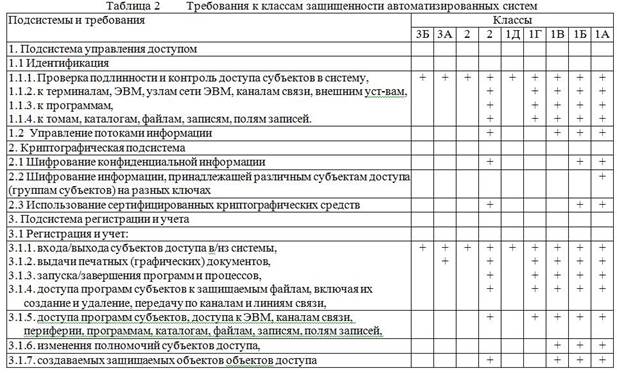 Таблица 2 Требования к классам защишенности автоматизированных систем
Подсистемы и требования Классы
3Б 3А 2 2 1Д 1Г 1В 1Б 1А
1. Подсистема управления доступом
1.1 Идентификация
1.1.1. Проверка подлинности и контроль доступа субъектов в систему, + + + + + + + + +
1.1.2. к терминалам, ЭВМ, узлам сети ЭВМ, каналам связи, внешним уст-вам, + + + + +
1.1.3. к программам, + + + + +
1.1.4. к томам, каталогам, файлам, записям, полям записей. + + + + +
1.2 Управление потоками информации + + + +
2. Криптографическая подсистема
2.1 Шифрование конфиденциальной информации + + +
2.2 Шифрование информации, принадлежащей различным субъектам доступа +
(группам субъектов) на разных ключах
2.3 Использование сертифицированных криптографических средств + + +
3. Подсистема регистрации и учета
3.1 Регистрация и учет:
3.1.1. входа/выхода субъектов доступа в/из системы, + + + + + + + + +
3.1.2. выдачи печатных (графических) документов, + + + + + +
3.1.3. запуска/завершения программ и процессов, + + + + +
3.1.4. доступа программ субъектов к защищаемым файлам, включая их + + + + +
создание и удаление, передачу по каналам и линиям связи,
3.1.5. доступа программ субъектов, доступа к ЭВМ, каналам связи, + + + + +
периферии, программам, каталогам, файлам, записям, полям записей,
3.1.6. изменения полномочий субъектов доступа, + + +
3.1.7. создаваемых защищаемых объектов объектов доступа + + + +